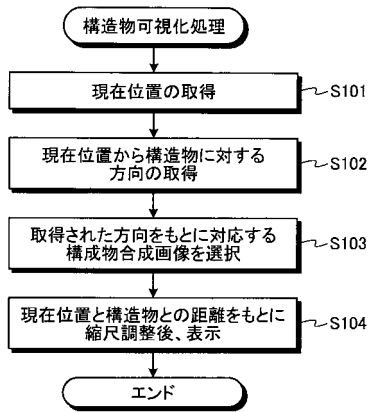 構造物可視化処理
現在位置の取得
S101
現在位置から構造物に対する
方向の取得
S102
取得された方向をもとに対応する
構成物合成画像を選択
S103
現在位置と構造物との距離をもとに
縮尺調整後、表示
S104
エンド